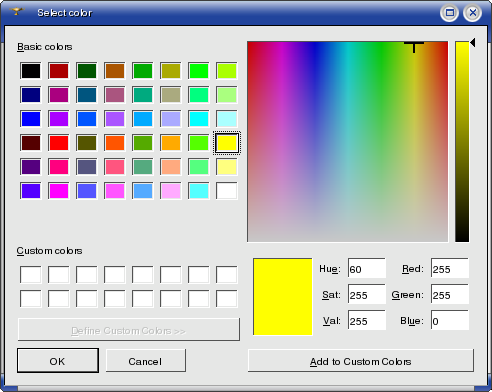 Select color
Basic colors
Custom colors
Define Custom Colors >>
OK Cancel
Hue: 60 Red: 255
Sat: 255 Green: 255
Val: 255 Blue: 0
Add to Custom Colors